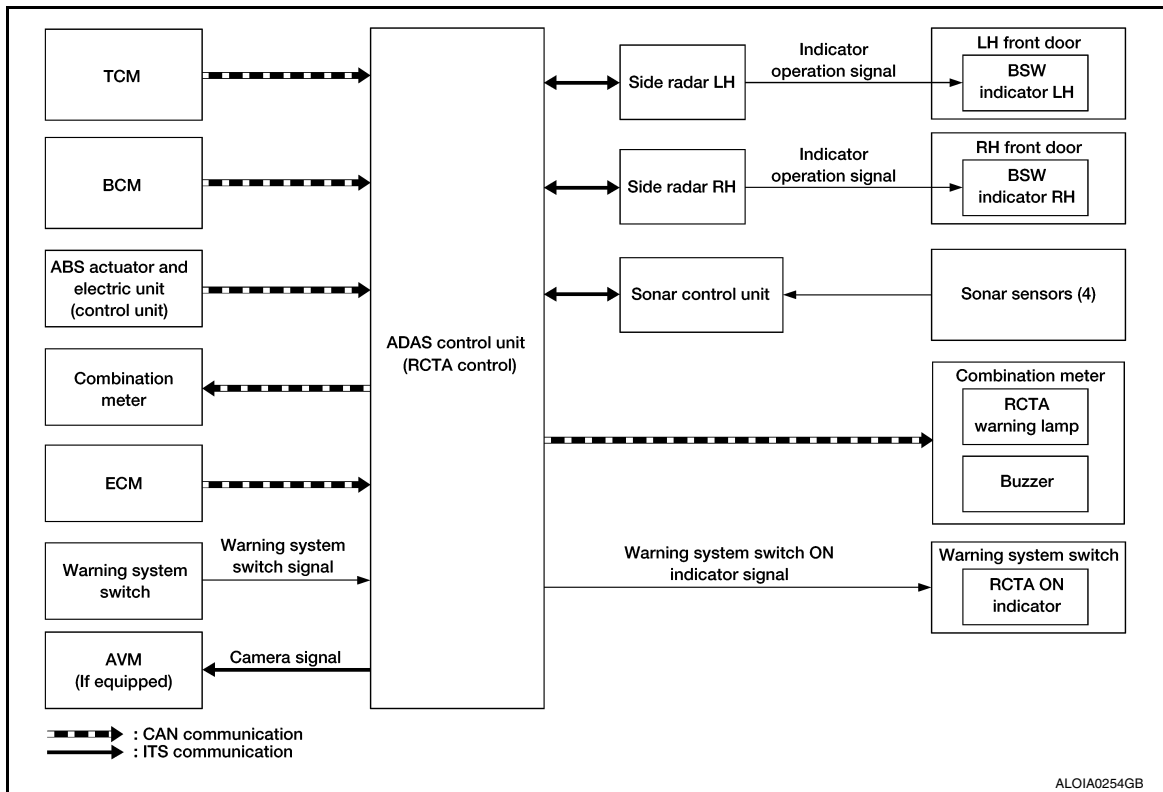 TCM
BCM
ABS actuator and
electric unit
(control unit)
Combination
meter
ECM
Warning system
switch
Warning system
switch signal
AVM
(If equipped)
Camera signal
ADAS control unit
(RCTA control)
Side radar LH
Indicator
operation signal
LH front door
BSW
indicator LH
Side radar RH
Indicator
operation signal
RH front door
BSW
indicator RH
Sonar control unit
Sonar sensors (4)
Combination meter
RCTA
warning lamp
Buzzer
Warning system switch ON
indicator signal
Warning system switch
RCTA ON
indicator
: CAN communication
: ITS communication
ALOIA0254GB